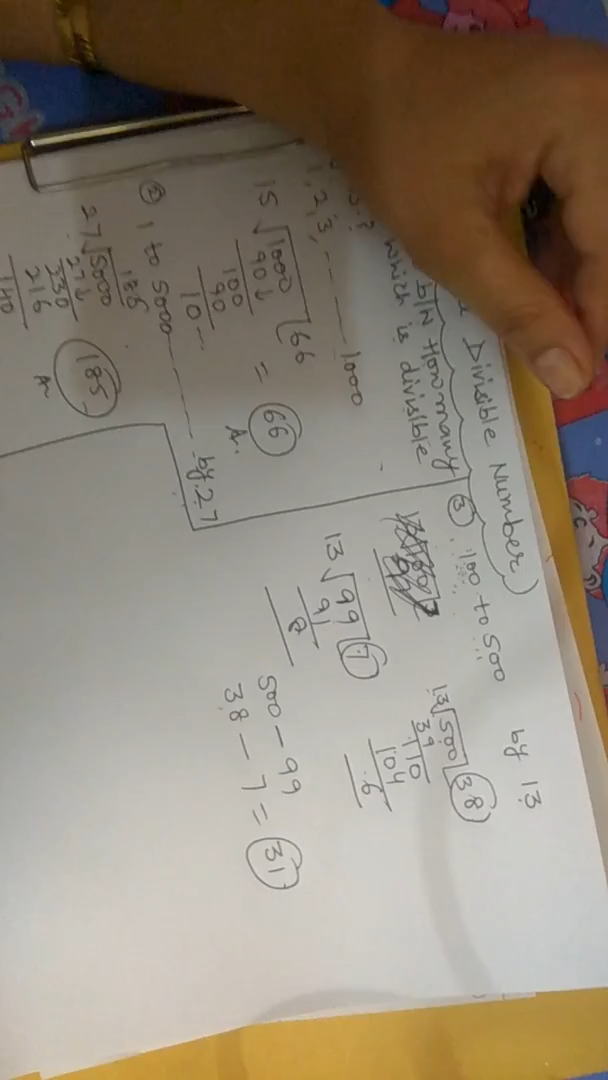 Divisible Number)
b/w How many
which is divisible
1, 2, 3, ------ 1000
15√1000 66
90↓
100
90
10 --
= 66
A.
② 1 to 5000 -------- by 27
185
27√5000
27↓
230
216
140
185
A.
③ 100 to 500 by 13
13√99 7
91
8
13√500 38
39
110
104
6
500 - 99
38 - 7 = 31